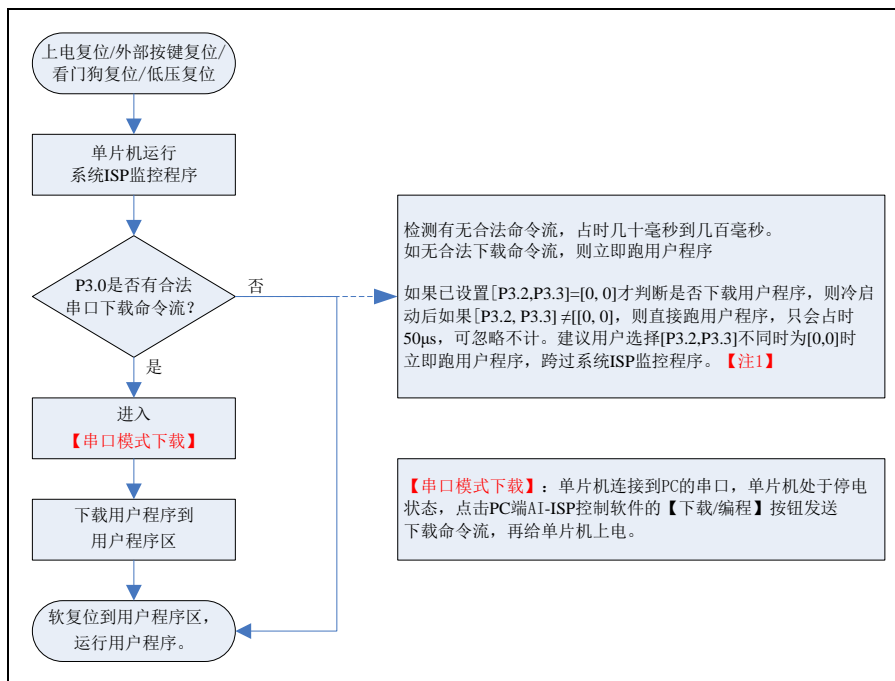 上电复位/外部按键复位/
看门狗复位/低压复位
单片机运行
系统ISP监控程序
P3.0是否有合法
串口下载命令流？
否
是
进入
【串口模式下载】
下载用户程序到
用户程序区
软复位到用户程序区，
运行用户程序。
检测有无合法命令流，占时几十毫秒到几百毫秒。
如无合法下载命令流，则立即跑用户程序
如果已设置[P3.2,P3.3]=[0, 0]才判断是否下载用户程序，则冷启
动后如果[P3.2, P3.3] ≠[[0, 0]，则直接跑用户程序，只会占时
50μs，可忽略不计。建议用户选择[P3.2,P3.3]不同时为[0,0]时
立即跑用户程序，跨过系统ISP监控程序。【注1】
【串口模式下载】：单片机连接到PC的串口，单片机处于停电
状态，点击PC端AI-ISP控制软件的【下载/编程】按钮发送
下载命令流，再给单片机上电。